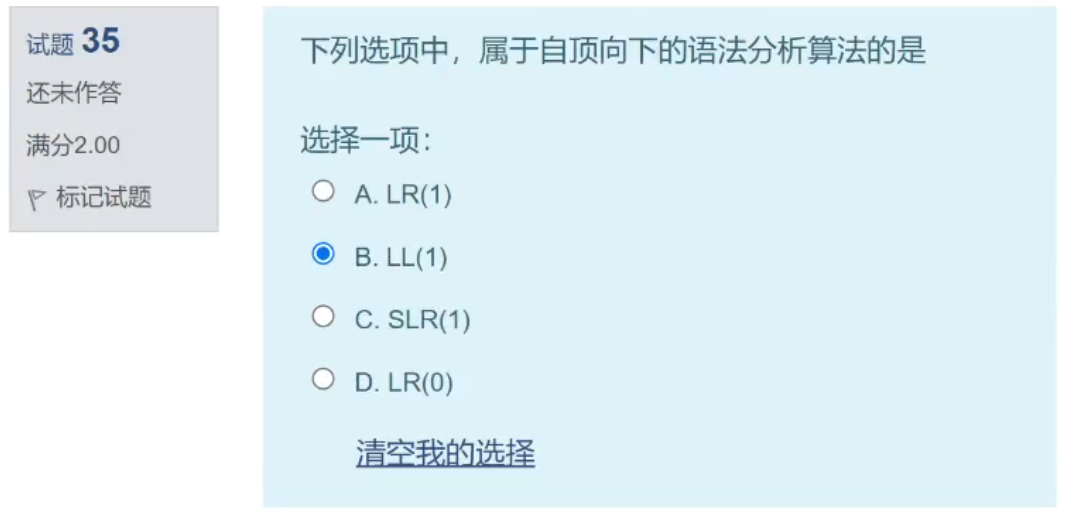 试题 35
还未作答
满分2.00
标记试题
下列选项中，属于自顶向下的语法分析算法的是
选择一项：
A. LR(1)
B. LL(1)
C. SLR(1)
D. LR(0)
清空我的选择